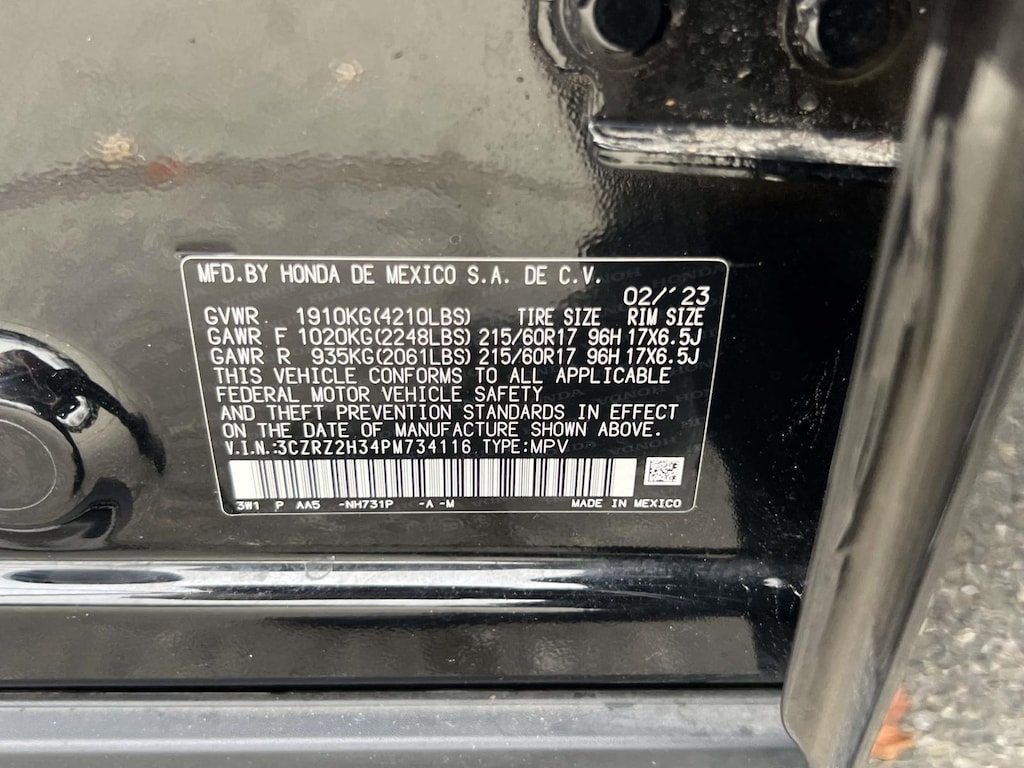 MFD.BY HONDA DE MEXICO S.A. DE C.V.
02/'23
GVWR 1910KG(4210LBS) TIRE SIZE RIM SIZE
GAWR F 1020KG(2248LBS) 215/60R17 96H 17X6.5J
GAWR R 935KG(2061LBS) 215/60R17 96H 17X6.5J
THIS VEHICLE CONFORMS TO ALL APPLICABLE
FEDERAL MOTOR VEHICLE SAFETY
AND THEFT PREVENTION STANDARDS IN EFFECT
ON THE DATE OF MANUFACTURE SHOWN ABOVE.
V.I.N.:3CZRZ2H34PM734116 TYPE:MPV
3W1 P AA5 -NH731P -A -M MADE IN MEXICO